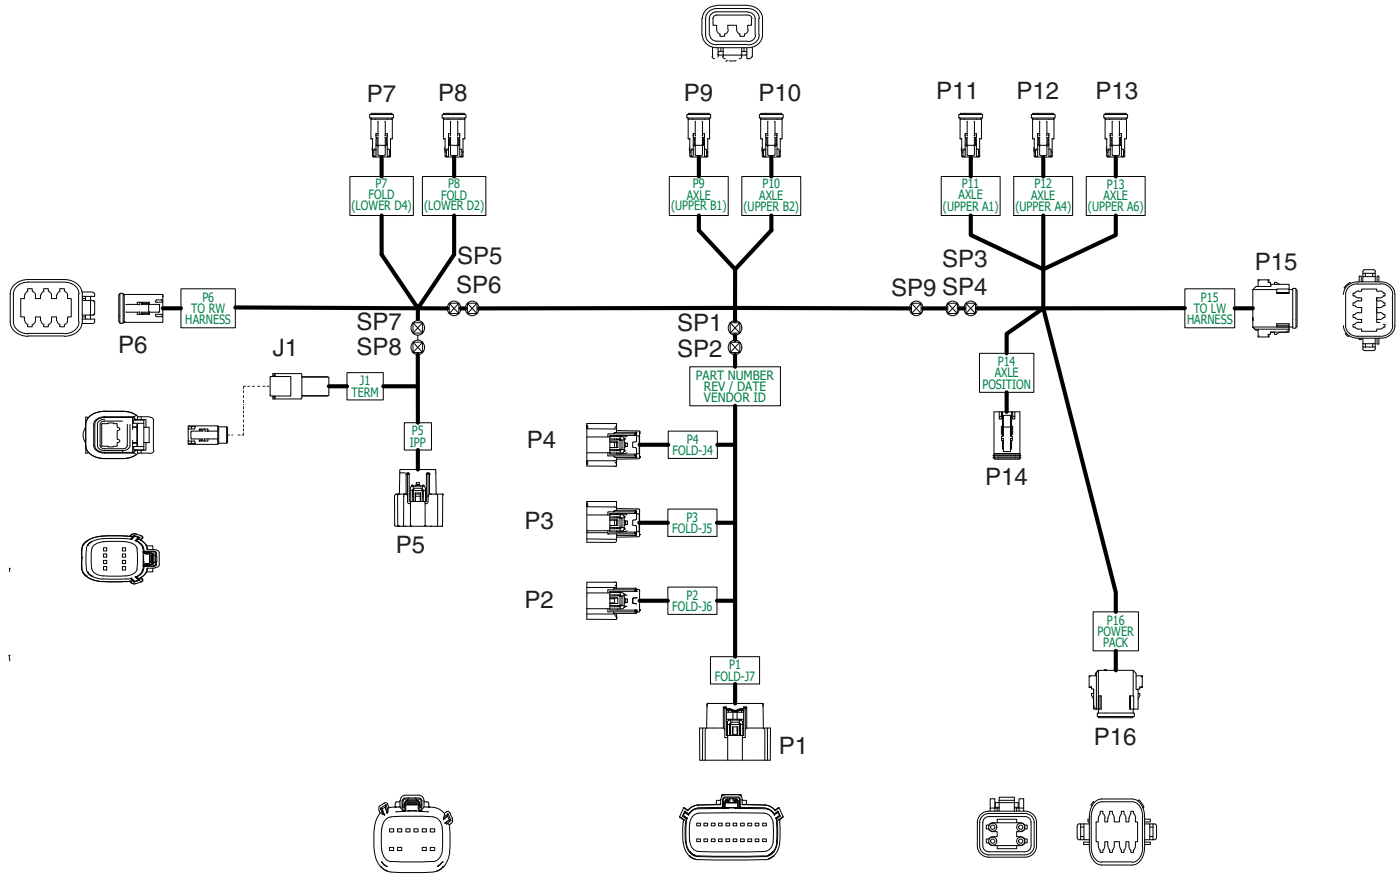 P7
P8
P9
P10
P11
P12
P13
P7
FOLD
(LOWER D4)
P8
FOLD
(LOWER D2)
P9
AXLE
(UPPER B1)
P10
AXLE
(UPPER B2)
P11
AXLE
(UPPER A1)
P12
AXLE
(UPPER A4)
P13
AXLE
(UPPER A6)
SP5
SP6
SP3
SP9
SP4
P15
P6
TO RW
HARNESS
P15
TO LW
HARNESS
P6
SP7
SP8
SP1
SP2
J1
J1
TERM
PART NUMBER
REV / DATE
VENDOR ID
P14
AXLE
POSITION
P5
IPP
P4
P4
FOLD-J4
P14
P3
P3
FOLD-J5
P5
P2
P2
FOLD-J6
P16
POWER
PACK
P1
FOLD-J7
P1
P16